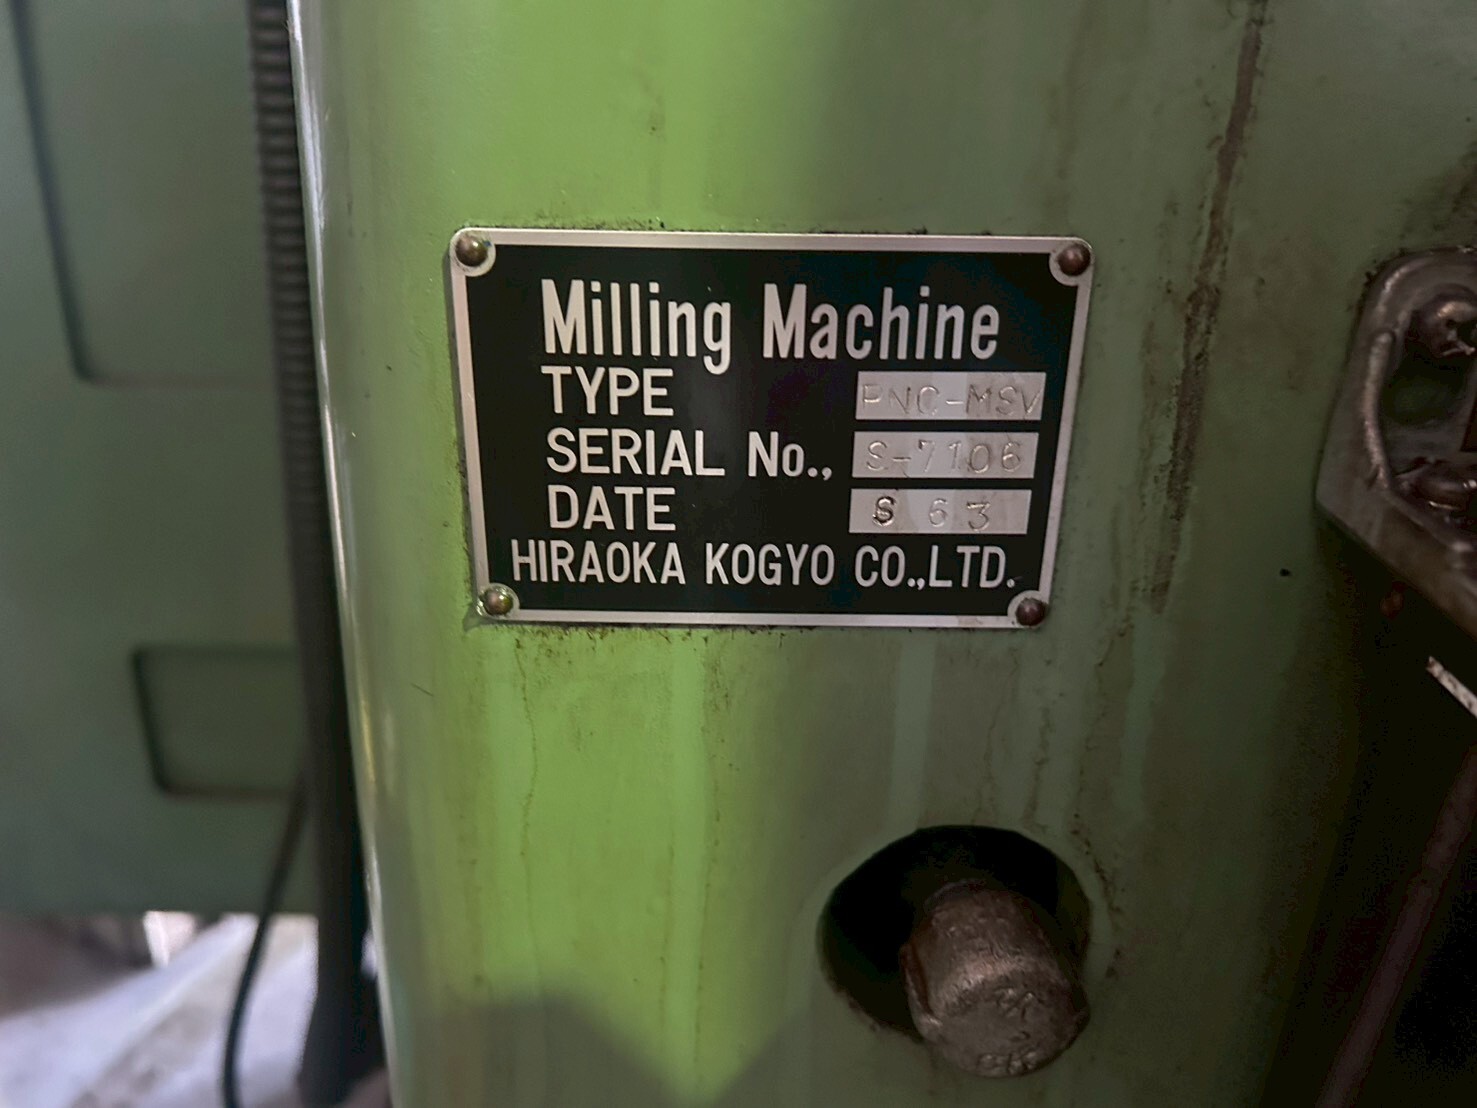 Milling Machine
TYPE PNC-MSV
SERIAL No., S-7106
DATE S 63
HIRAOKA KOGYO CO.,LTD.